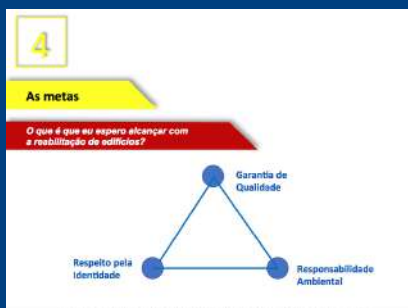 4
As metas
O que é que eu espero alcançar com
a reabilitação de edifícios?
Garantia de
Qualidade
Respeito pela
Identidade
Responsabilidade
Ambiental